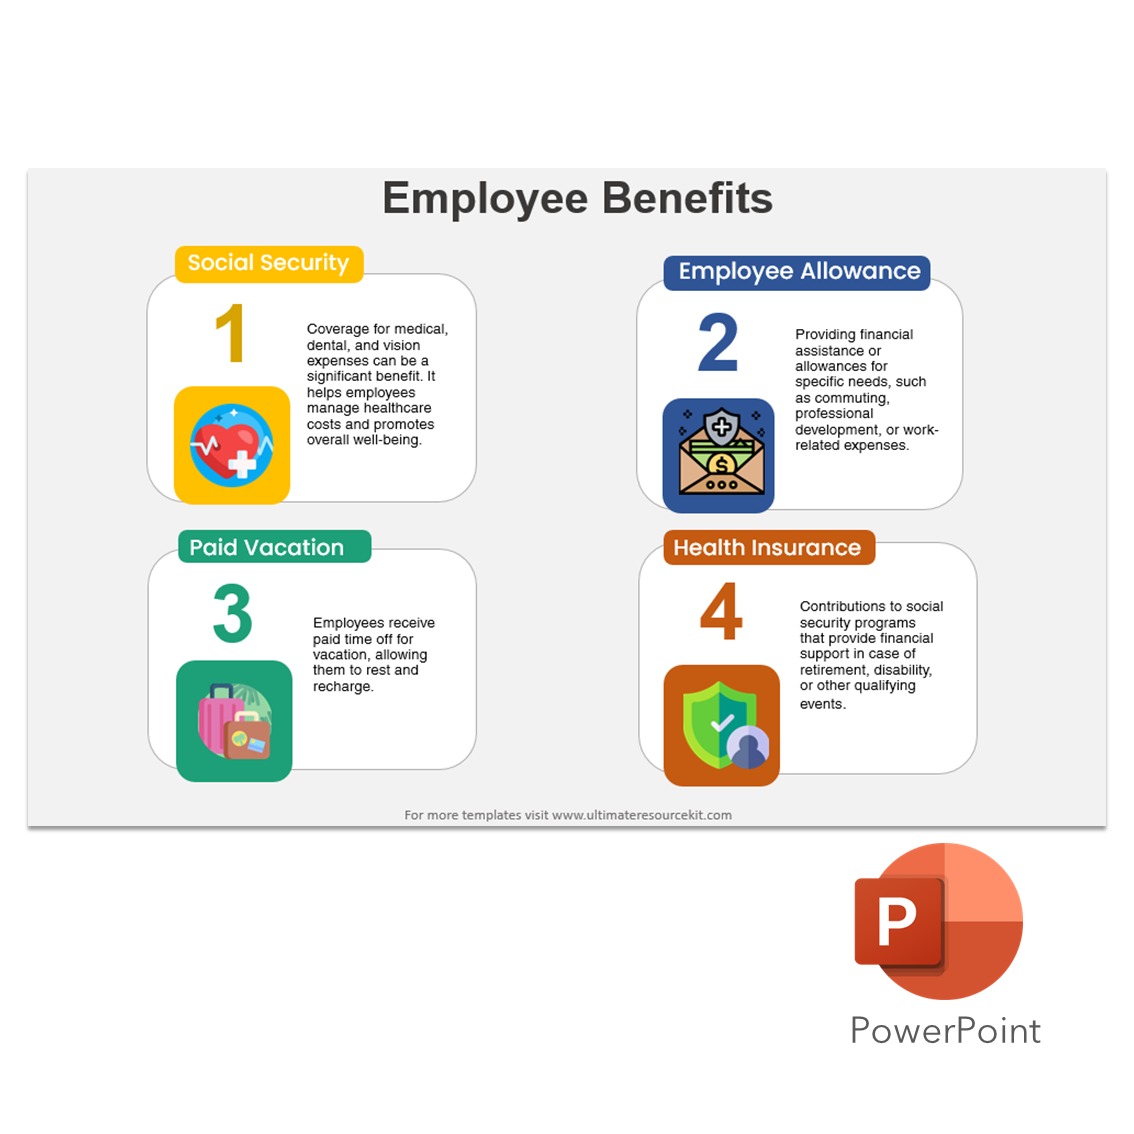 Employee Benefits
Social Security
1
Coverage for medical,
dental, and vision
expenses can be a
significant benefit. It
helps employees
manage healthcare
costs and promotes
overall well-being.
Employee Allowance
2
Providing financial
assistance or
allowances for
specific needs, such
as commuting,
professional
development, or work-
related expenses.
$
Paid Vacation
3
Employees receive
paid time off for
vacation, allowing
them to rest and
recharge.
Health Insurance
4
Contributions to social
security programs
that provide financial
support in case of
retirement, disability,
or other qualifying
events.
For more templates visit www.ultimateresourcekit.com
P
PowerPoint